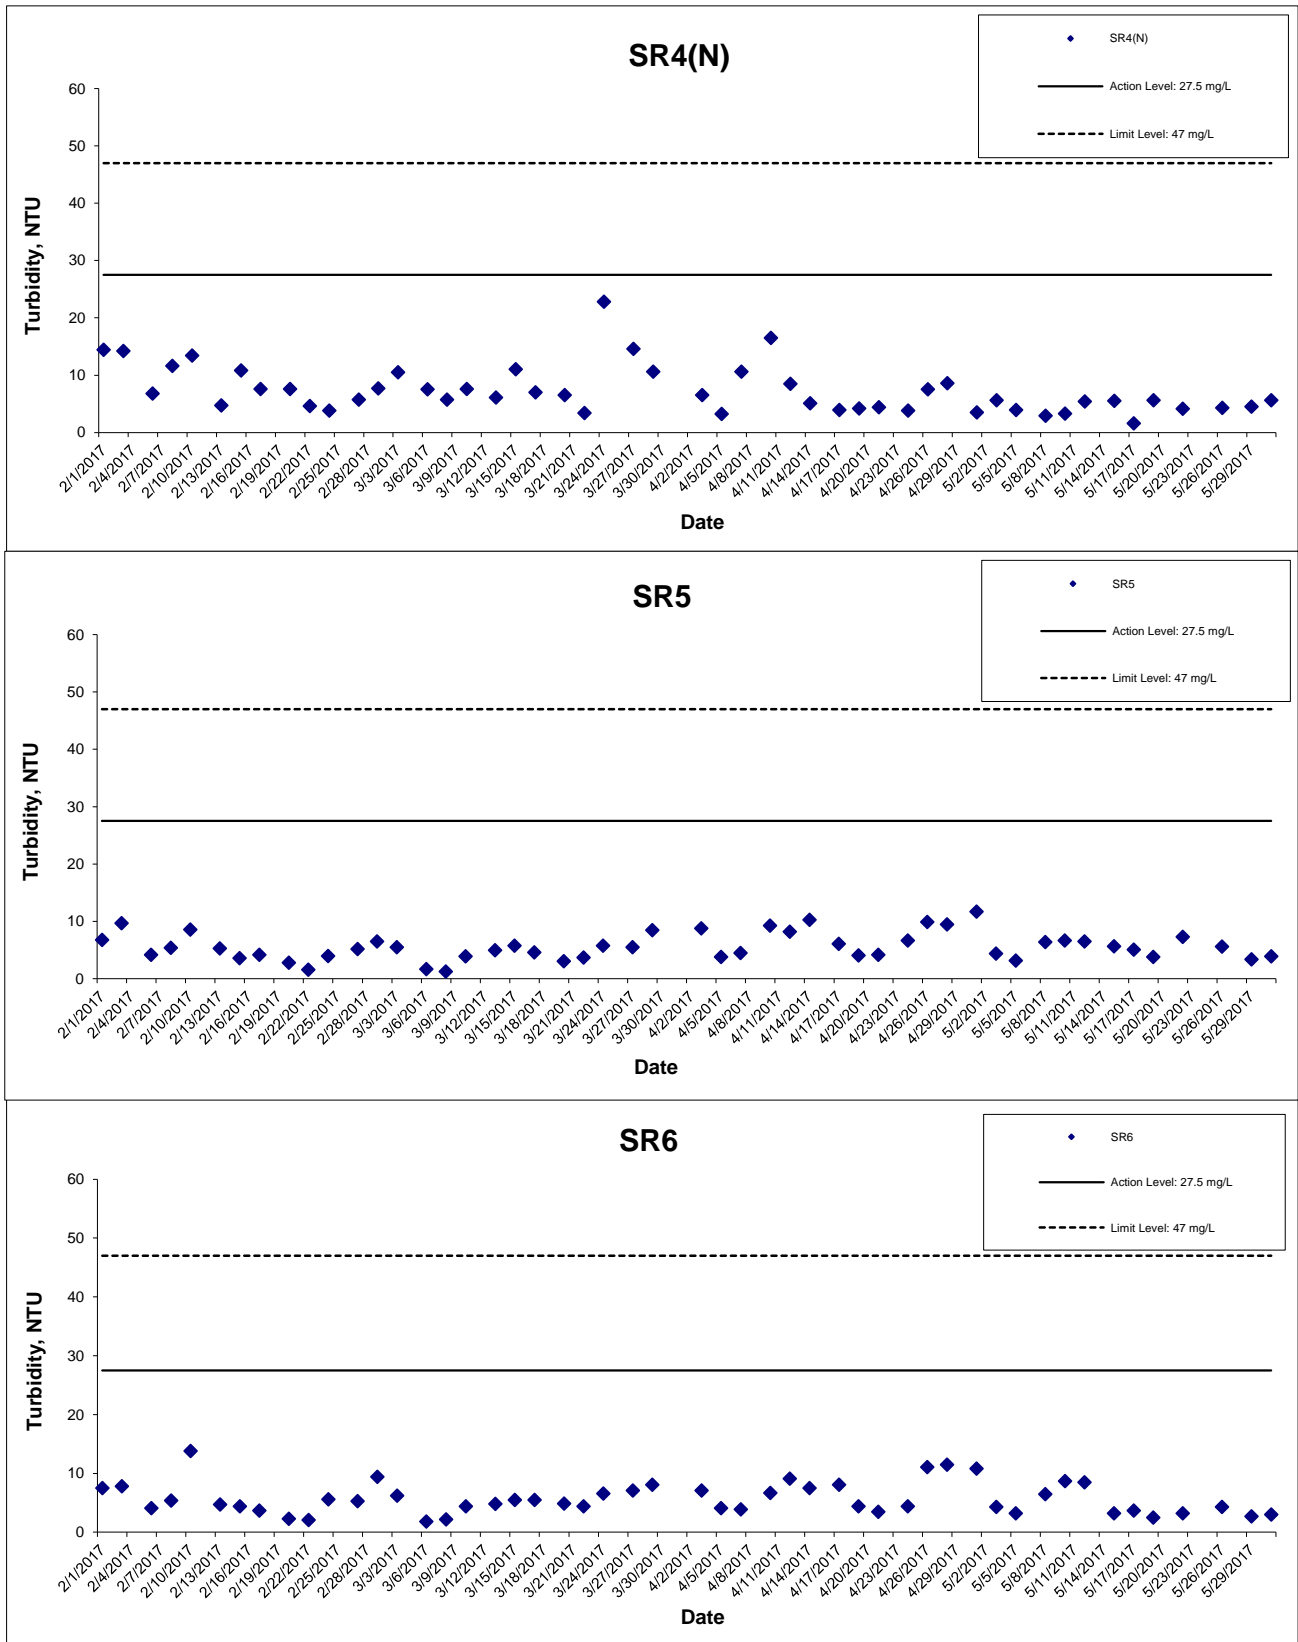 SR4(N)
SR4(N)
Action Level: 27.5 mg/L
Limit Level: 47 mg/L
60
50
40
30
20
10
0
Turbidity, NTU
2/1/2017 2/4/2017 2/7/2017 2/10/2017 2/13/2017 2/16/2017 2/19/2017 2/22/2017 2/25/2017 2/28/2017 3/3/2017 3/6/2017 3/9/2017 3/12/2017 3/15/2017 3/18/2017 3/21/2017 3/24/2017 3/27/2017 3/30/2017 4/2/2017 4/5/2017 4/8/2017 4/11/2017 4/14/2017 4/17/2017 4/20/2017 4/23/2017 4/26/2017 4/29/2017 5/2/2017 5/5/2017 5/8/2017 5/11/2017 5/14/2017 5/17/2017 5/20/2017 5/23/2017 5/26/2017 5/29/2017
Date
SR5
SR5
Action Level: 27.5 mg/L
Limit Level: 47 mg/L
60
50
40
30
20
10
0
Turbidity, NTU
2/1/2017 2/4/2017 2/7/2017 2/10/2017 2/13/2017 2/16/2017 2/19/2017 2/22/2017 2/25/2017 2/28/2017 3/3/2017 3/6/2017 3/9/2017 3/12/2017 3/15/2017 3/18/2017 3/21/2017 3/24/2017 3/27/2017 3/30/2017 4/2/2017 4/5/2017 4/8/2017 4/11/2017 4/14/2017 4/17/2017 4/20/2017 4/23/2017 4/26/2017 4/29/2017 5/2/2017 5/5/2017 5/8/2017 5/11/2017 5/14/2017 5/17/2017 5/20/2017 5/23/2017 5/26/2017 5/29/2017
Date
SR6
SR6
Action Level: 27.5 mg/L
Limit Level: 47 mg/L
60
50
40
30
20
10
0
Turbidity, NTU
2/1/2017 2/4/2017 2/7/2017 2/10/2017 2/13/2017 2/16/2017 2/19/2017 2/22/2017 2/25/2017 2/28/2017 3/3/2017 3/6/2017 3/9/2017 3/12/2017 3/15/2017 3/18/2017 3/21/2017 3/24/2017 3/27/2017 3/30/2017 4/2/2017 4/5/2017 4/8/2017 4/11/2017 4/14/2017 4/17/2017 4/20/2017 4/23/2017 4/26/2017 4/29/2017 5/2/2017 5/5/2017 5/8/2017 5/11/2017 5/14/2017 5/17/2017 5/20/2017 5/23/2017 5/26/2017 5/29/2017
Date